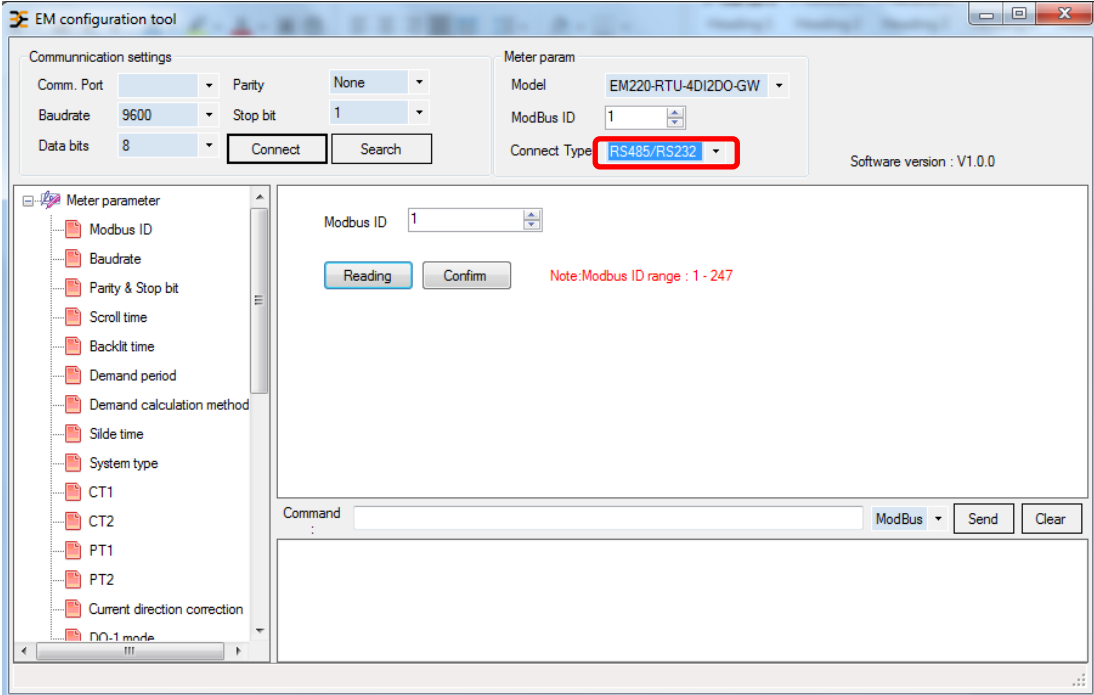 EM configuration tool
Communnication settings
Comm. Port
Parity
None
Baudrate
9600
Stop bit
1
Data bits
8
Connect
Search
Meter param
Model
EM220-RTU-4DI2DO-GW
ModBus ID
1
Connect Type
RS485/RS232
Software version : V1.0.0
Meter parameter
Modbus ID
Baudrate
Parity & Stop bit
Scroll time
Backlit time
Demand period
Demand calculation method
Silde time
System type
CT1
CT2
PT1
PT2
Current direction correction
DO-1 mode
Modbus ID
1
Reading
Confirm
Note:Modbus ID range : 1 - 247
Command
:
ModBus
Send
Clear